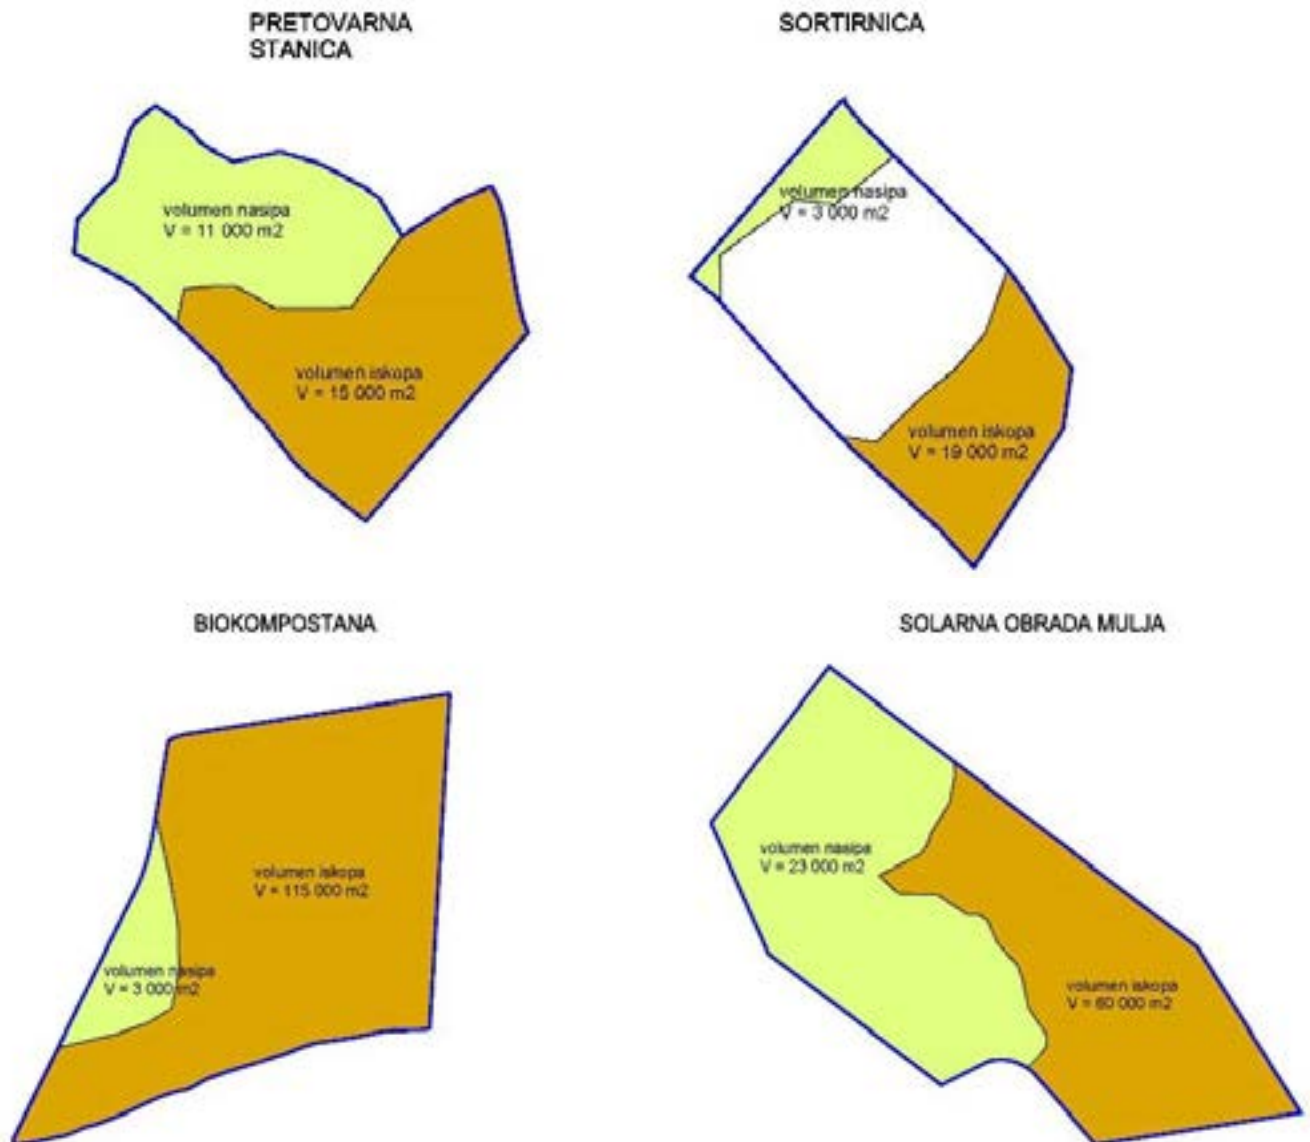 PRETOVARNA
STANICA
SORTIRNICA
volumen nasipa
V = 11 000 m2
volumen nasipa
V = 3 000 m2
volumen iskopa
V = 15 000 m2
volumen iskopa
V = 19 000 m2
BIOKOMPOSTANA
SOLARNA OBRADA MULJA
volumen iskopa
V = 115 000 m2
volumen nasipa
V = 3 000 m2
volumen nasipa
V = 23 000 m2
volumen iskopa
V = 60 000 m2